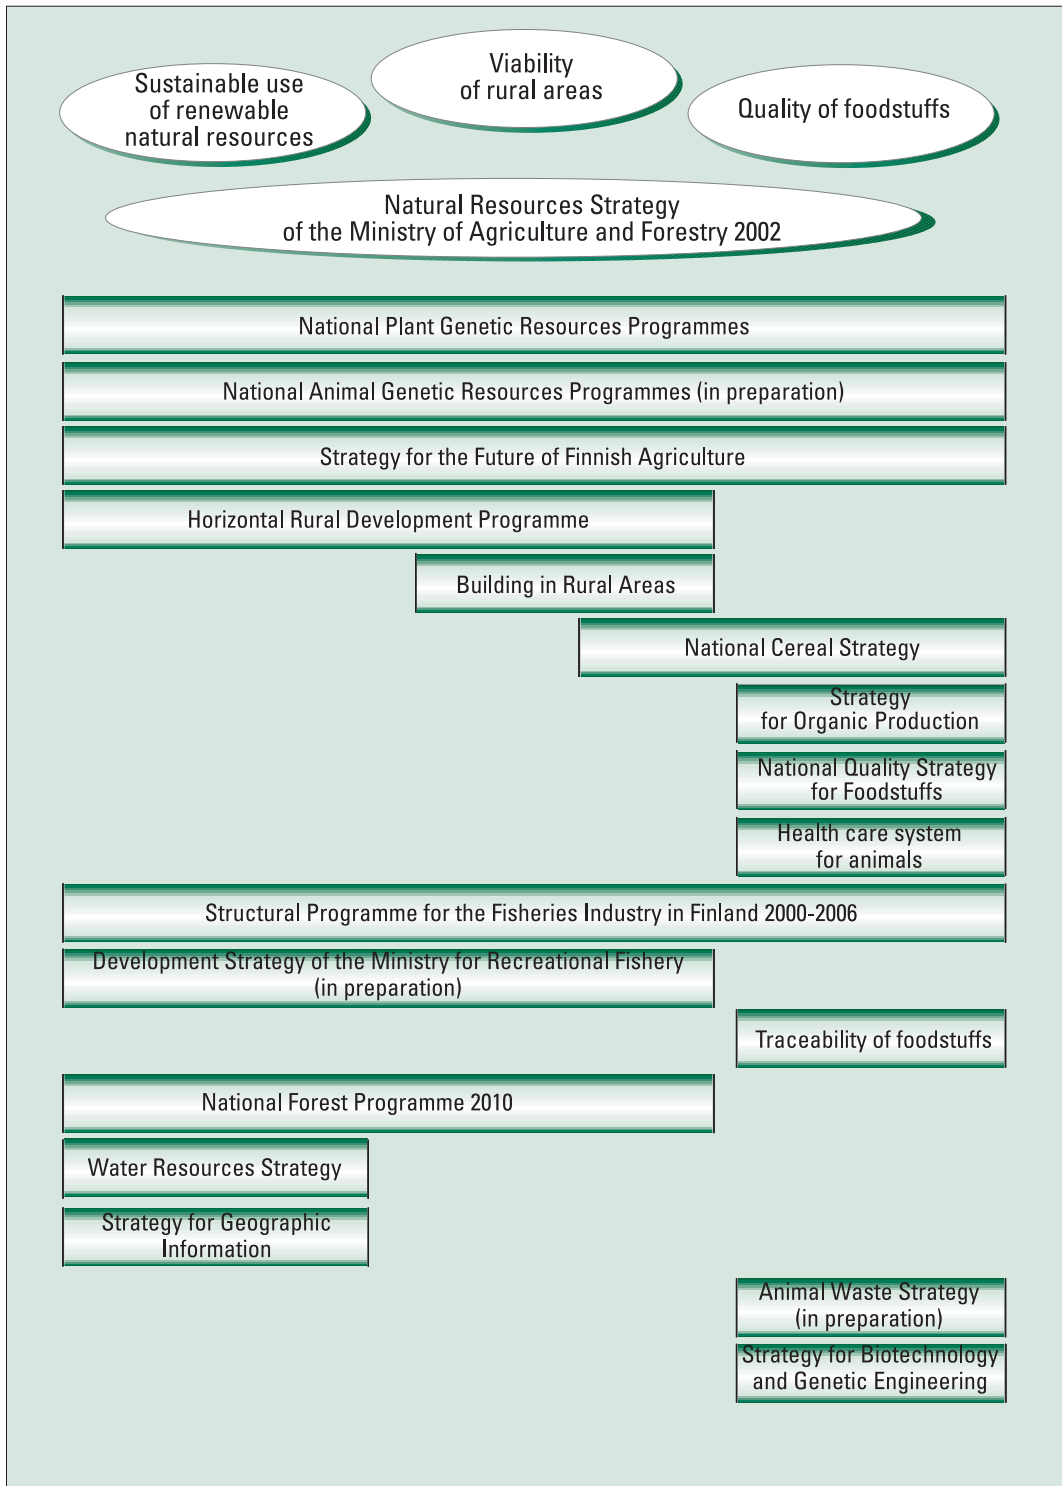 Sustainable use
of renewable
natural resources
Viability
of rural areas
Quality of foodstuffs
Natural Resources Strategy
of the Ministry of Agriculture and Forestry 2002
National Plant Genetic Resources Programmes
National Animal Genetic Resources Programmes (in preparation)
Strategy for the Future of Finnish Agriculture
Horizontal Rural Development Programme
Building in Rural Areas
National Cereal Strategy
Strategy
for Organic Production
National Quality Strategy
for Foodstuffs
Health care system
for animals
Structural Programme for the Fisheries Industry in Finland 2000-2006
Development Strategy of the Ministry for Recreational Fishery
(in preparation)
Traceability of foodstuffs
National Forest Programme 2010
Water Resources Strategy
Strategy for Geographic
Information
Animal Waste Strategy
(in preparation)
Strategy for Biotechnology
and Genetic Engineering